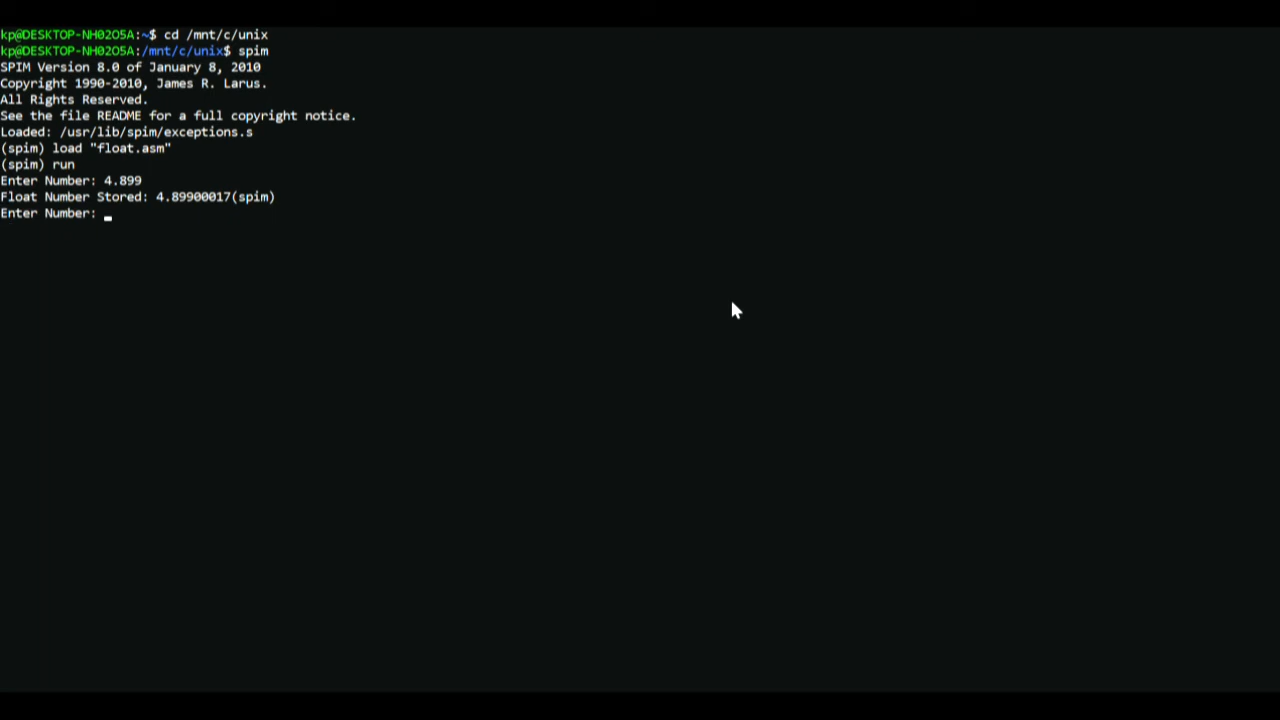 kp@DESKTOP-NH02O5A:~$ cd /mnt/c/unix
kp@DESKTOP-NH02O5A:/mnt/c/unix$ spim
SPIM Version 8.0 of January 8, 2010
Copyright 1990-2010, James R. Larus.
All Rights Reserved.
See the file README for a full copyright notice.
Loaded: /usr/lib/spim/exceptions.s
(spim) load "float.asm"
(spim) run
Enter Number: 4.899
Float Number Stored: 4.89900017(spim)
Enter Number: